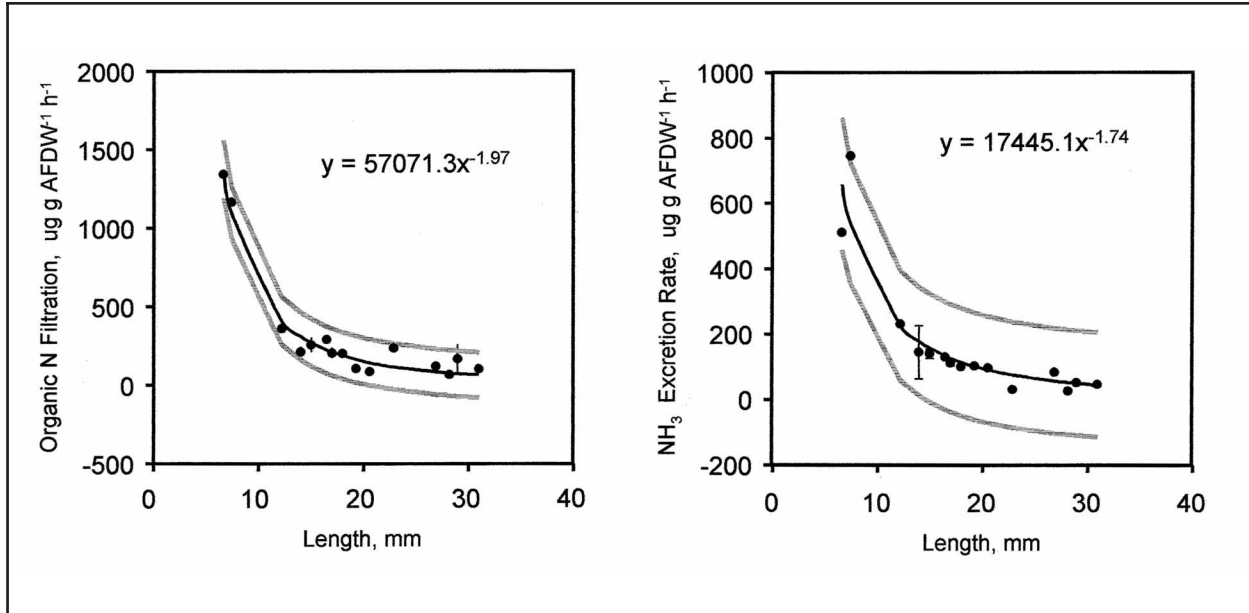 Organic N Filtration, ug g AFDW-1 h-1
2000
1500
1000
500
0
-500
y = 57071.3x-1.97
0 10 20 30 40
Length, mm
NH3 Excretion Rate, ug g AFDW-1 h-1
1000
800
600
400
200
0
-200
y = 17445.1x-1.74
0 10 20 30 40
Length, mm